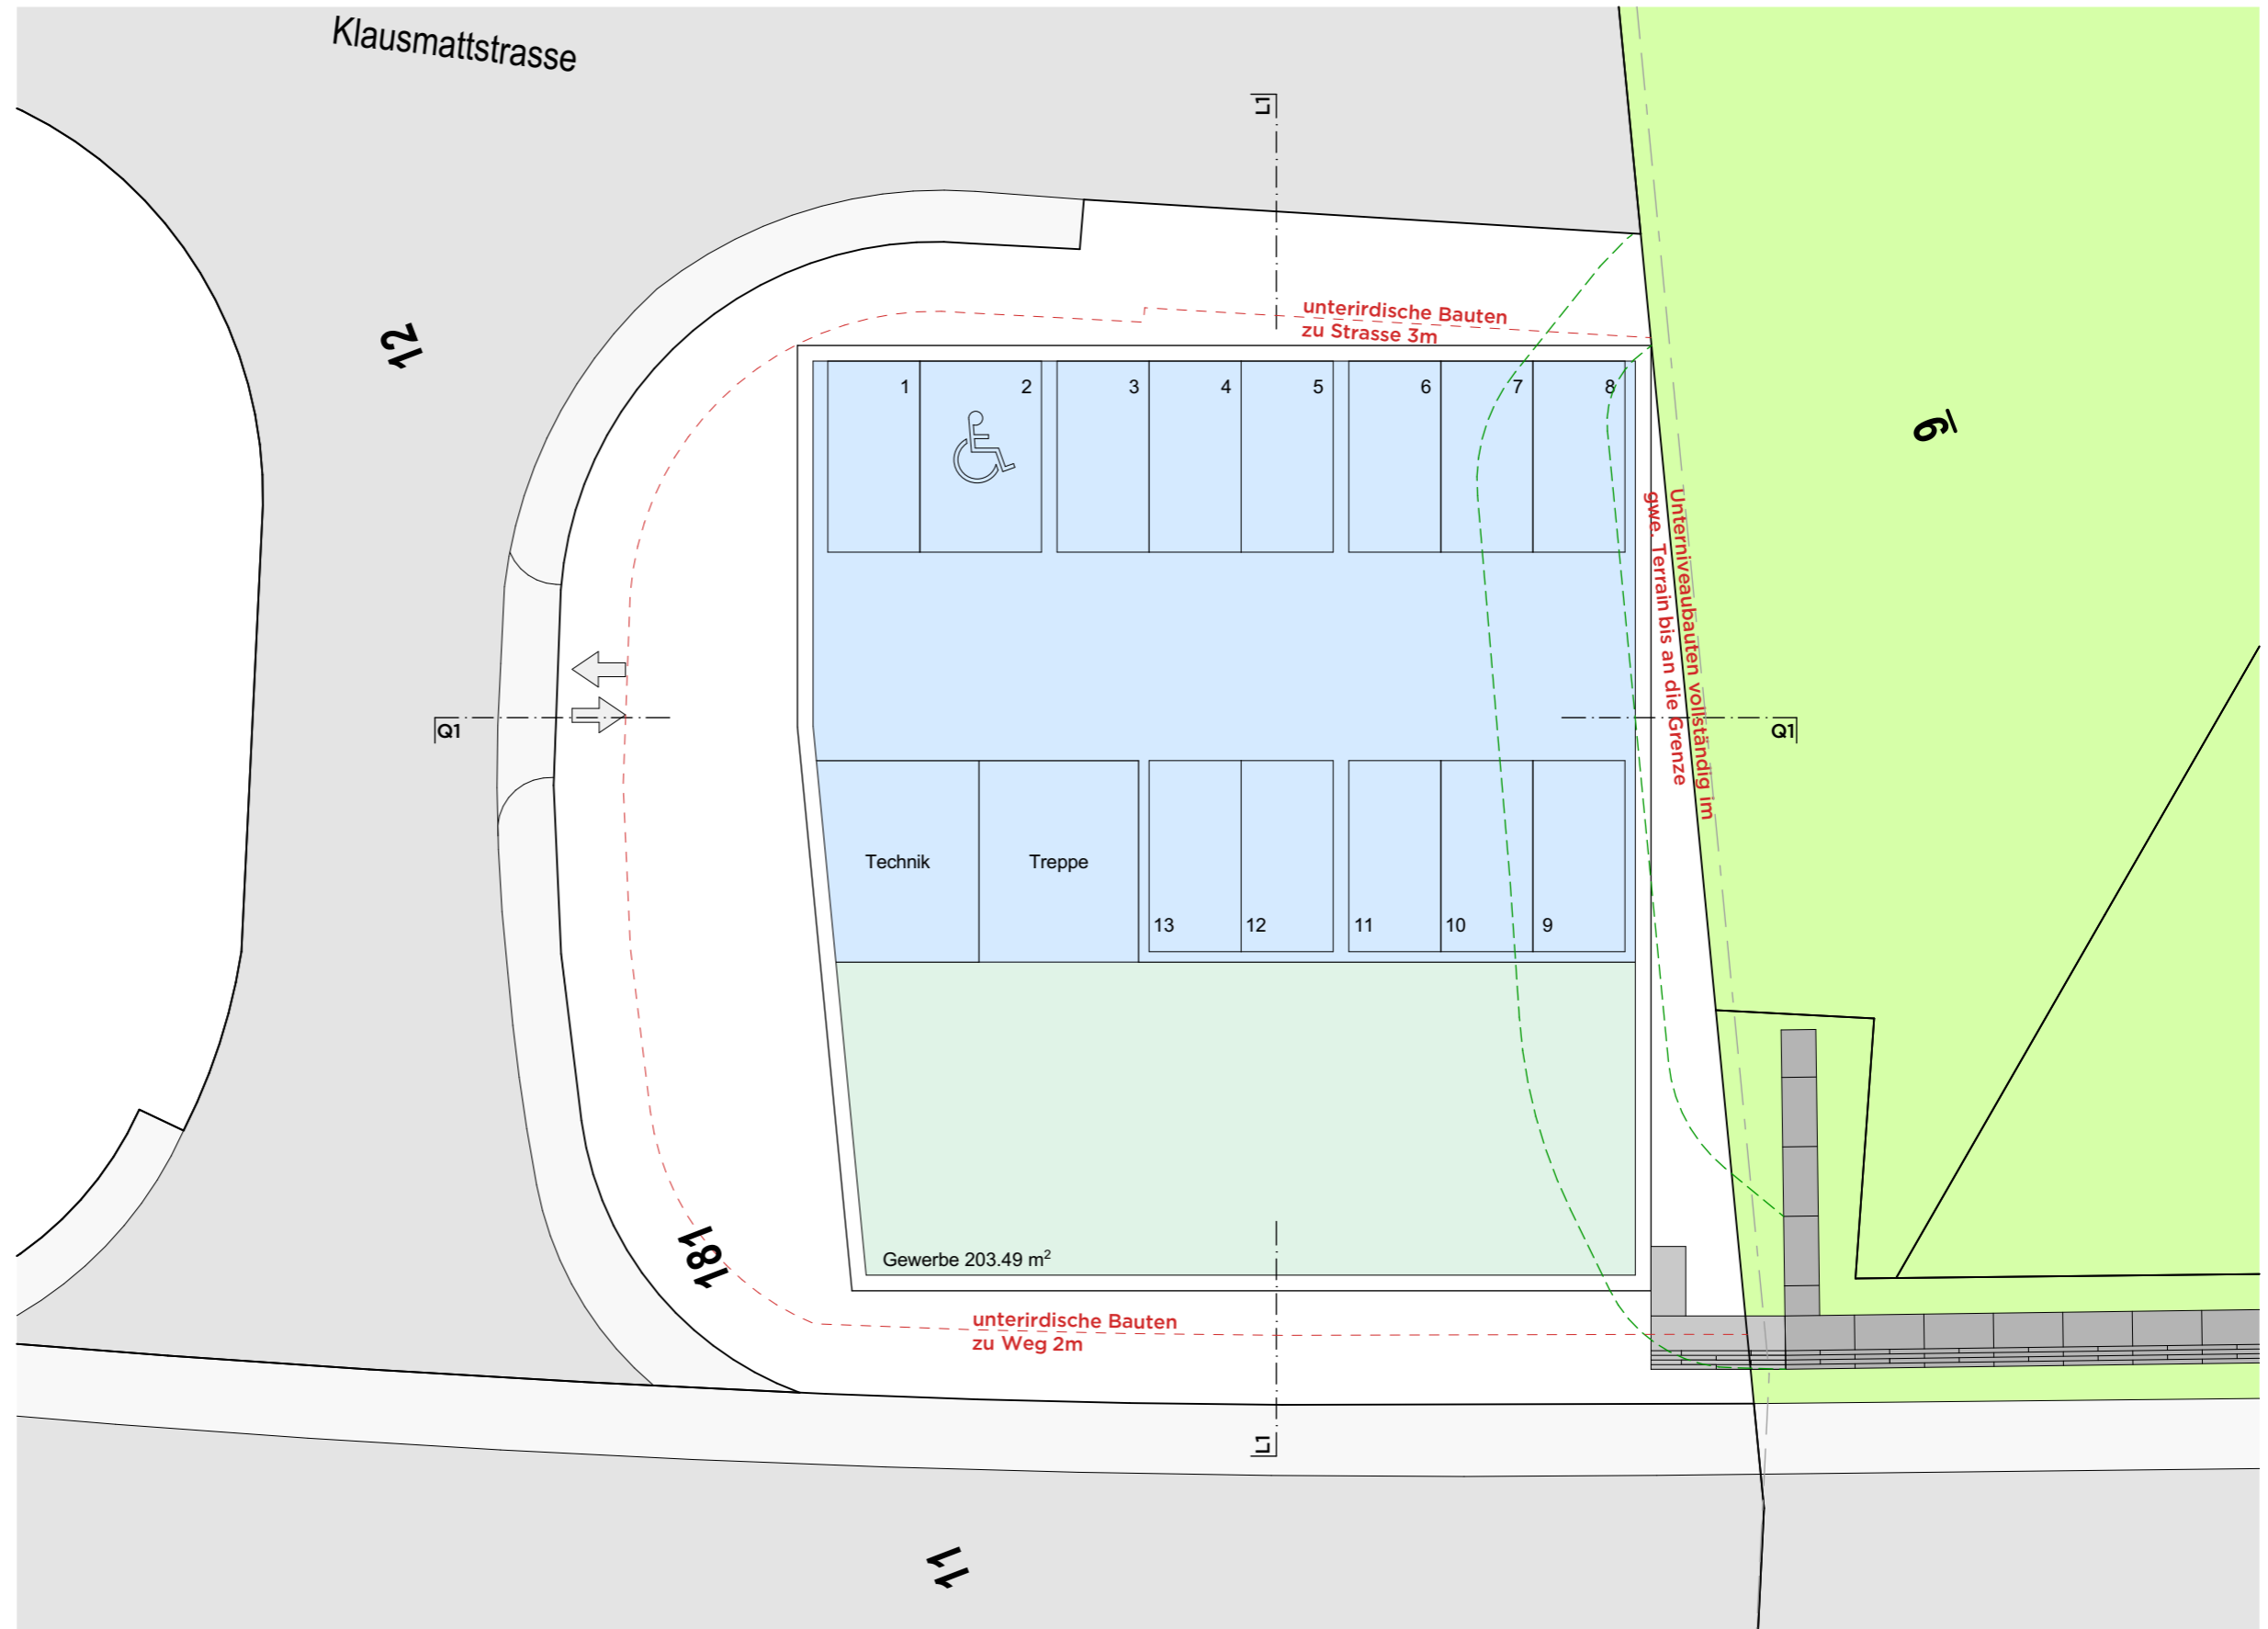 Klausmattstrasse
L1
12
unterirdische Bauten
zu Strasse 3m
1
2
3
4
5
6
7
8
6
Unterniveaubauten vollständig im
gwe. Terrain bis an die Grenze
Q1
Q1
Technik
Treppe
13
12
11
10
9
181
Gewerbe 203.49 m²
unterirdische Bauten
zu Weg 2m
L1
11